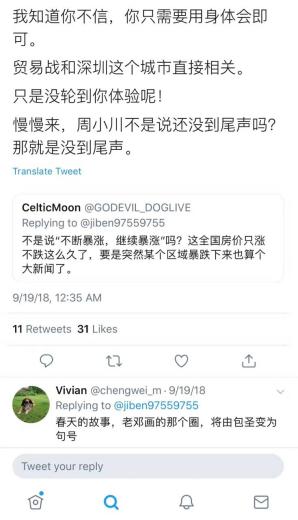 我知道你不信，你只需要用身体会即
可。
贸易战和深圳这个城市直接相关。
只是没轮到你体验呢！
慢慢来，周小川不是说还没到尾声吗？
那就是没到尾声。
Translate Tweet
CelticMoon @GODEVIL_DOGLIVE
Replying to @jiben97559755
不是说“不断暴涨，继续暴涨”吗？这全国房价只涨
不跌这么久了，要是突然某个区域暴跌下来也算个
大新闻了。
9/19/18, 12:35 AM
11 Retweets 31 Likes
Vivian @chengwei_m · 9/19/18
Replying to @jiben97559755
春天的故事，老邓画的那个圈，将由包圣变为
句号
Tweet your reply